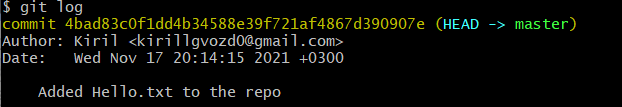 $ git log
commit 4bad83c0f1dd4b34588e39f721af4867d390907e (HEAD -> master)
Author: Kiril <kirillgvozd0@gmail.com>
Date:   Wed Nov 17 20:14:15 2021 +0300
    Added Hello.txt to the repo